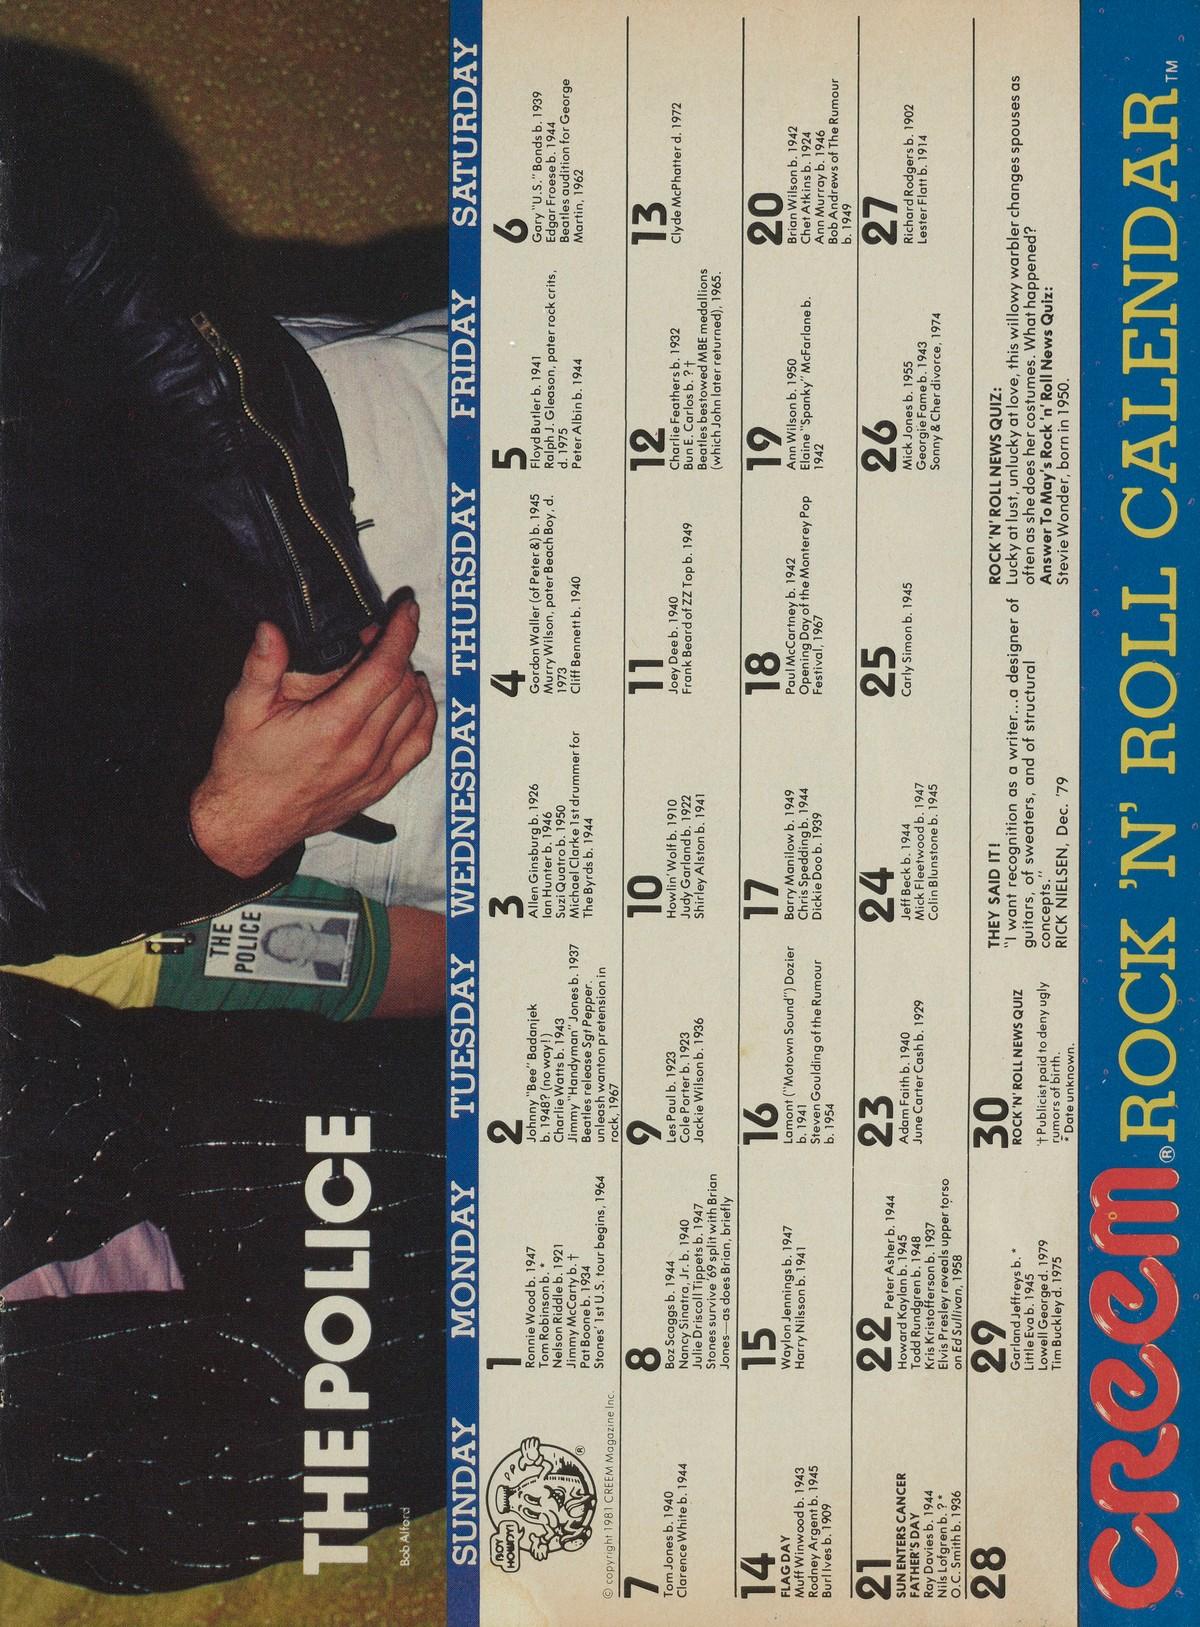 THE POLICE
Bob Alford
THE
POLICE
SUNDAY MONDAY TUESDAY WEDNESDAY THURSDAY FRIDAY SATURDAY
BOY
HOWDY!
®
© copyright 1981 CREEM Magazine Inc.
1
Ronnie Wood b. 1947
Tom Robinson b. *
Nelson Riddle b. 1921
Jimmy McCarty b. †
Pat Boone b. 1934
Stones' 1st U.S. tour begins, 1964
2
Johnny "Bee" Badanjek
b. 1948? (no way!)
Charlie Watts b. 1943
Jimmy "Handyman" Jones b. 1937
Beatles release Sgt Pepper.
unleash wanton pretension in
rock, 1967
3
Allen Ginsburg b. 1926
Ian Hunter b. 1946
Suzi Quatro b. 1950
Michael Clarke 1st drummer for
The Byrds b. 1944
4
Gordon Waller (of Peter &) b. 1945
Murry Wilson, pater Beach Boy, d.
1973
Cliff Bennett b. 1940
5
Floyd Butler b. 1941
Ralph J. Gleason, pater rock crits,
d. 1975
Peter Albin b. 1944
6
Gary "U.S." Bonds b. 1939
Edgar Froese b. 1944
Beatles audition for George
Martin, 1962
7
Tom Jones b. 1940
Clarence White b. 1944
8
Boz Scaggs b. 1944
Nancy Sinatra, Jr. b. 1940
Julie Driscoll Tippets b. 1947
Stones survive '69 split with Brian
Jones—as does Brian, briefly
9
Les Paul b. 1923
Cole Porter b. 1923
Jackie Wilson b. 1936
10
Howlin' Wolf b. 1910
Judy Garland b. 1922
Shirley Alston b. 1941
11
Joey Dee b. 1940
Frank Beard of ZZ Top b. 1949
12
Charlie Feathers b. 1932
Bun E. Carlos b. ? †
Beatles bestowed MBE medallions
(which John later returned), 1965.
13
Clyde McPhatter d. 1972
14
FLAG DAY
Muff Winwood b. 1943
Rodney Argent b. 1945
Burl Ives b. 1909
15
Waylon Jennings b. 1947
Harry Nilsson b. 1941
16
Lamont ("Motown Sound") Dozier
b. 1941
Steven Goulding of the Rumour
b. 1954
17
Barry Manilow b. 1949
Chris Spedding b. 1944
Dickie Doo b. 1939
18
Paul McCartney b. 1942
Opening Day of the Monterey Pop
Festival, 1967
19
Ann Wilson b. 1950
Elaine "Spanky" McFarlane b.
1942
20
Brian Wilson b. 1942
Chet Atkins b. 1924
Ann Murray b. 1946
Bob Andrews of The Rumour
b. 1949
21
SUN ENTERS CANCER
FATHER'S DAY
Ray Davies b. 1944
Nils Lofgren b. ? *
O.C. Smith b. 1936
22 Peter Asher b. 1944
Howard Kaylan b. 1945
Todd Rundgren b. 1948
Kris Kristofferson b. 1937
Elvis Presley reveals upper torso
on Ed Sullivan, 1958
23
Adam Faith b. 1940
June Carter Cash b. 1929
24
Jeff Beck b. 1944
Mick Fleetwood b. 1947
Colin Blunstone b. 1945
25
Carly Simon b. 1945
26
Mick Jones b. 1955
Georgie Fame b. 1943
Sonny & Cher divorce, 1974
27
Richard Rodgers b. 1902
Lester Flatt b. 1914
28
29
Garland Jeffreys b. *
Little Eva b. 1945
Lowell George d. 1979
Tim Buckley d. 1975
30
ROCK 'N' ROLL NEWS QUIZ
† Publicist paid to deny ugly
rumors of birth.
* Date unknown.
THEY SAID IT!
"I want recognition as a writer...a designer of
guitars, of sweaters, and of structural
concepts."
RICK NIELSEN, Dec. '79
ROCK 'N' ROLL NEWS QUIZ:
Lucky at lust, unlucky at love, this willowy warbler changes spouses as
often as she does her costumes. What happened?
Answer To May's Rock 'n' Roll News Quiz:
Stevie Wonder, born in 1950.
CREEM® ROCK 'N' ROLL CALENDAR™